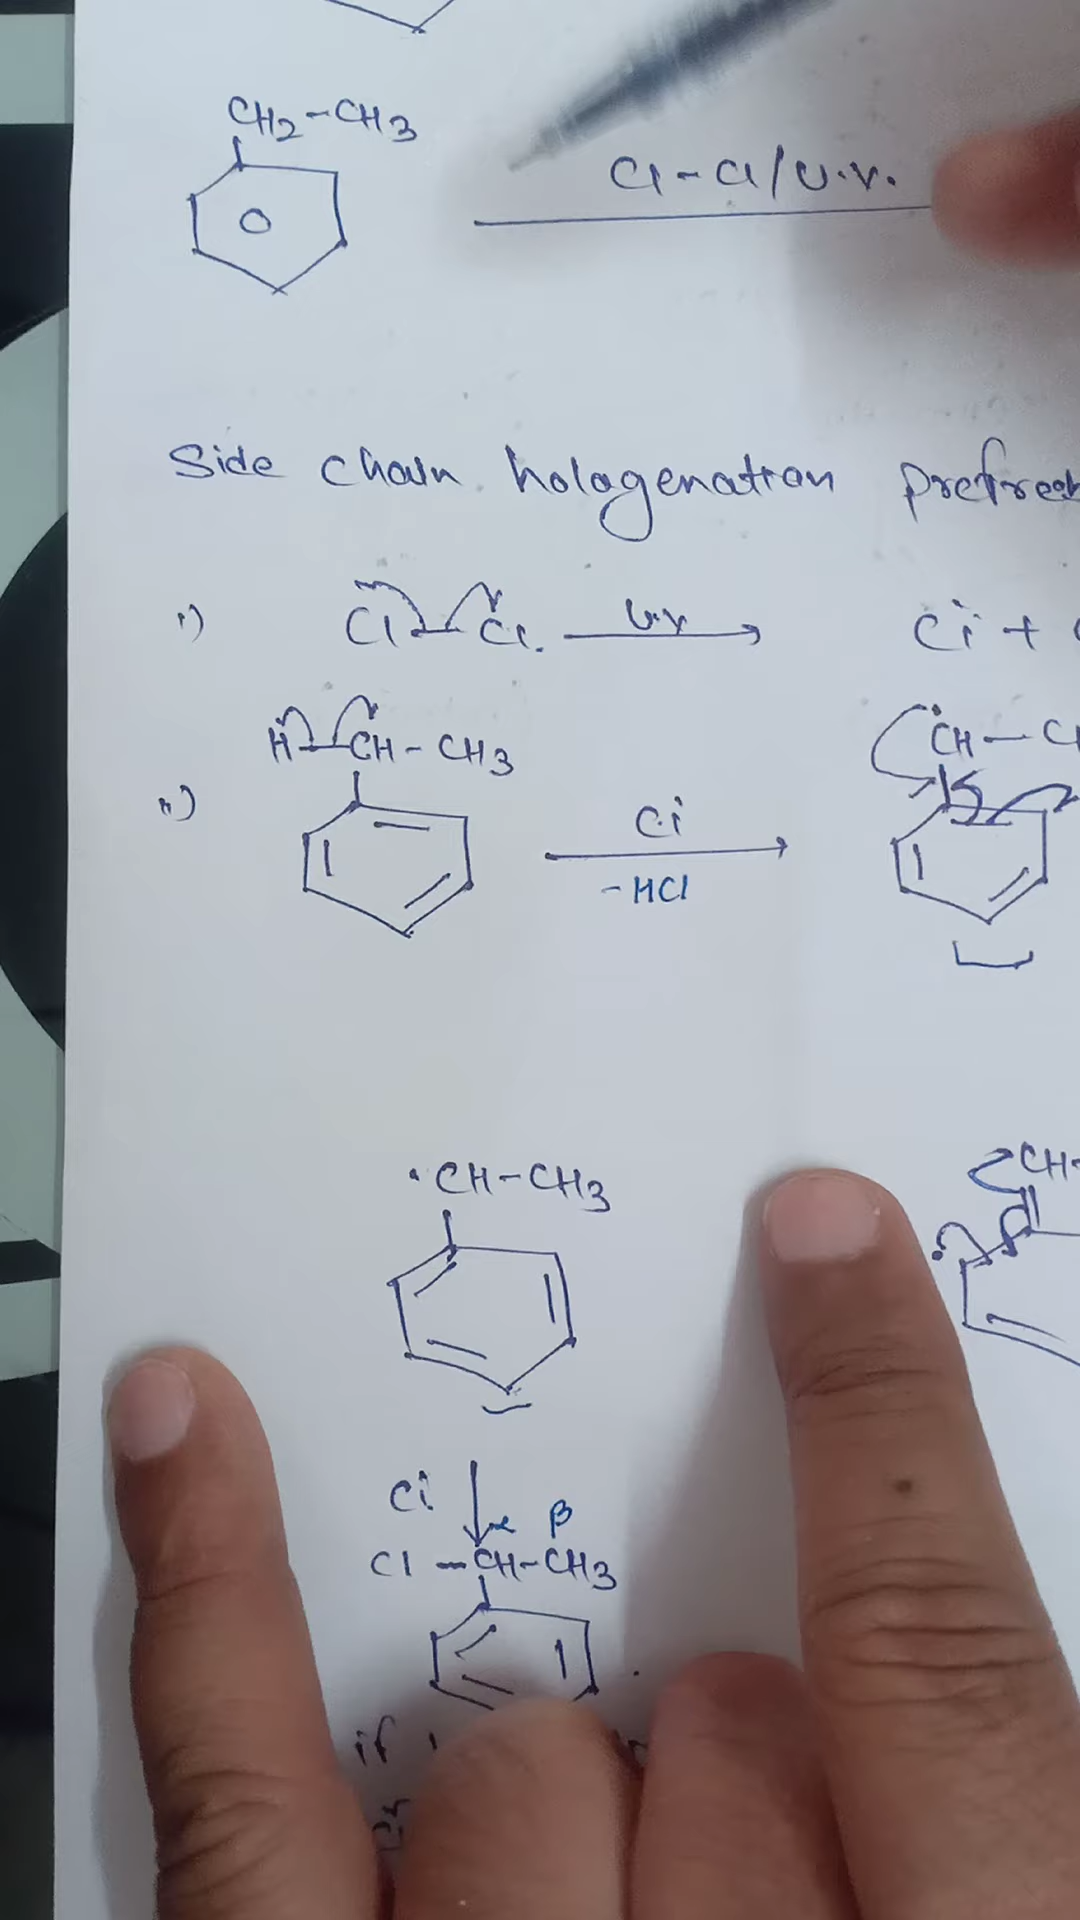 CH2-CH3
Cl-Cl/U.V.
Side chain halogenation
i) Cl Cl. U.V Cl +
H CH-CH3 CH
ii) Cl
-HCl
·CH-CH3 CH-
Cl
α β
Cl-CH-CH3
if